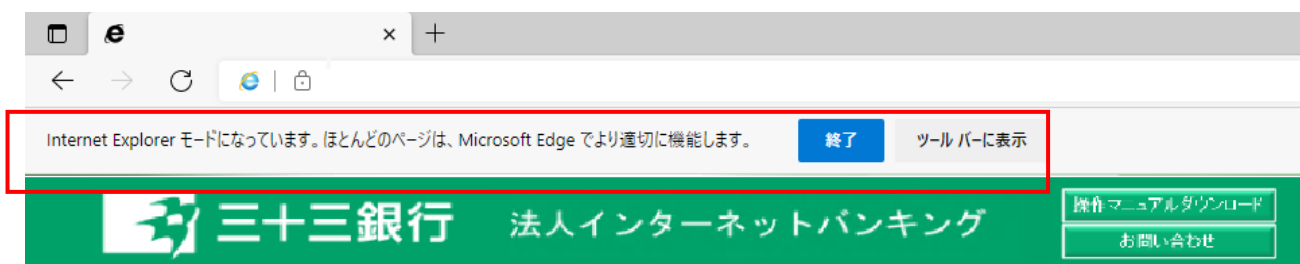 Internet Explorer モードになっています。ほとんどのページは、Microsoft Edge でより適切に機能します。 終了 ツール バーに表示
三十三銀行 法人インターネットバンキング
操作マニュアルダウンロード
お問い合わせ